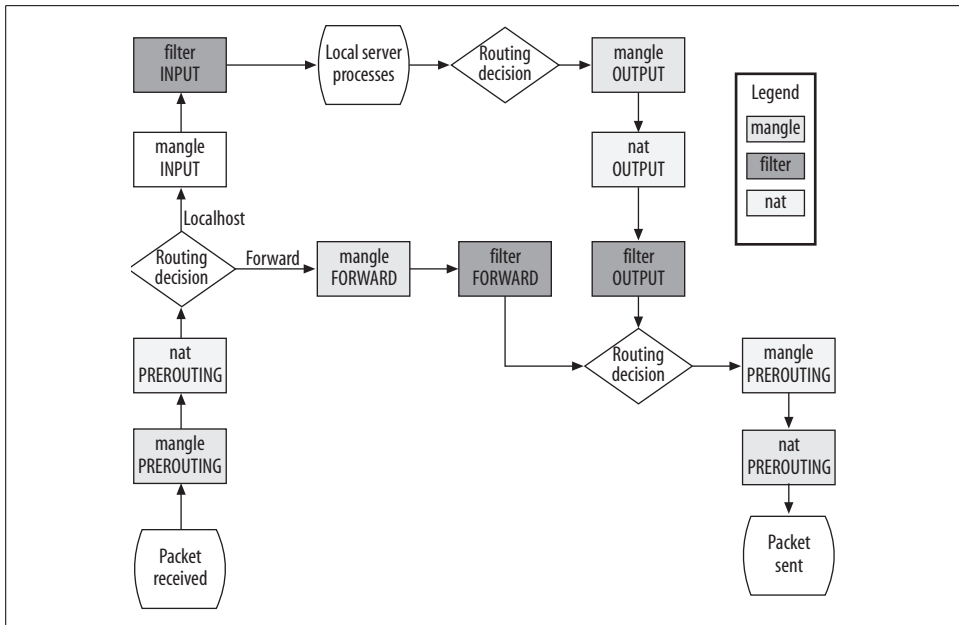 filter
INPUT
Local server
processes
Routing
decision
mangle
OUTPUT
Legend
mangle
filter
nat
mangle
INPUT
nat
OUTPUT
Localhost
Routing
decision
Forward
mangle
FORWARD
filter
FORWARD
filter
OUTPUT
nat
PREROUTING
Routing
decision
mangle
PREROUTING
mangle
PREROUTING
nat
PREROUTING
Packet
received
Packet
sent